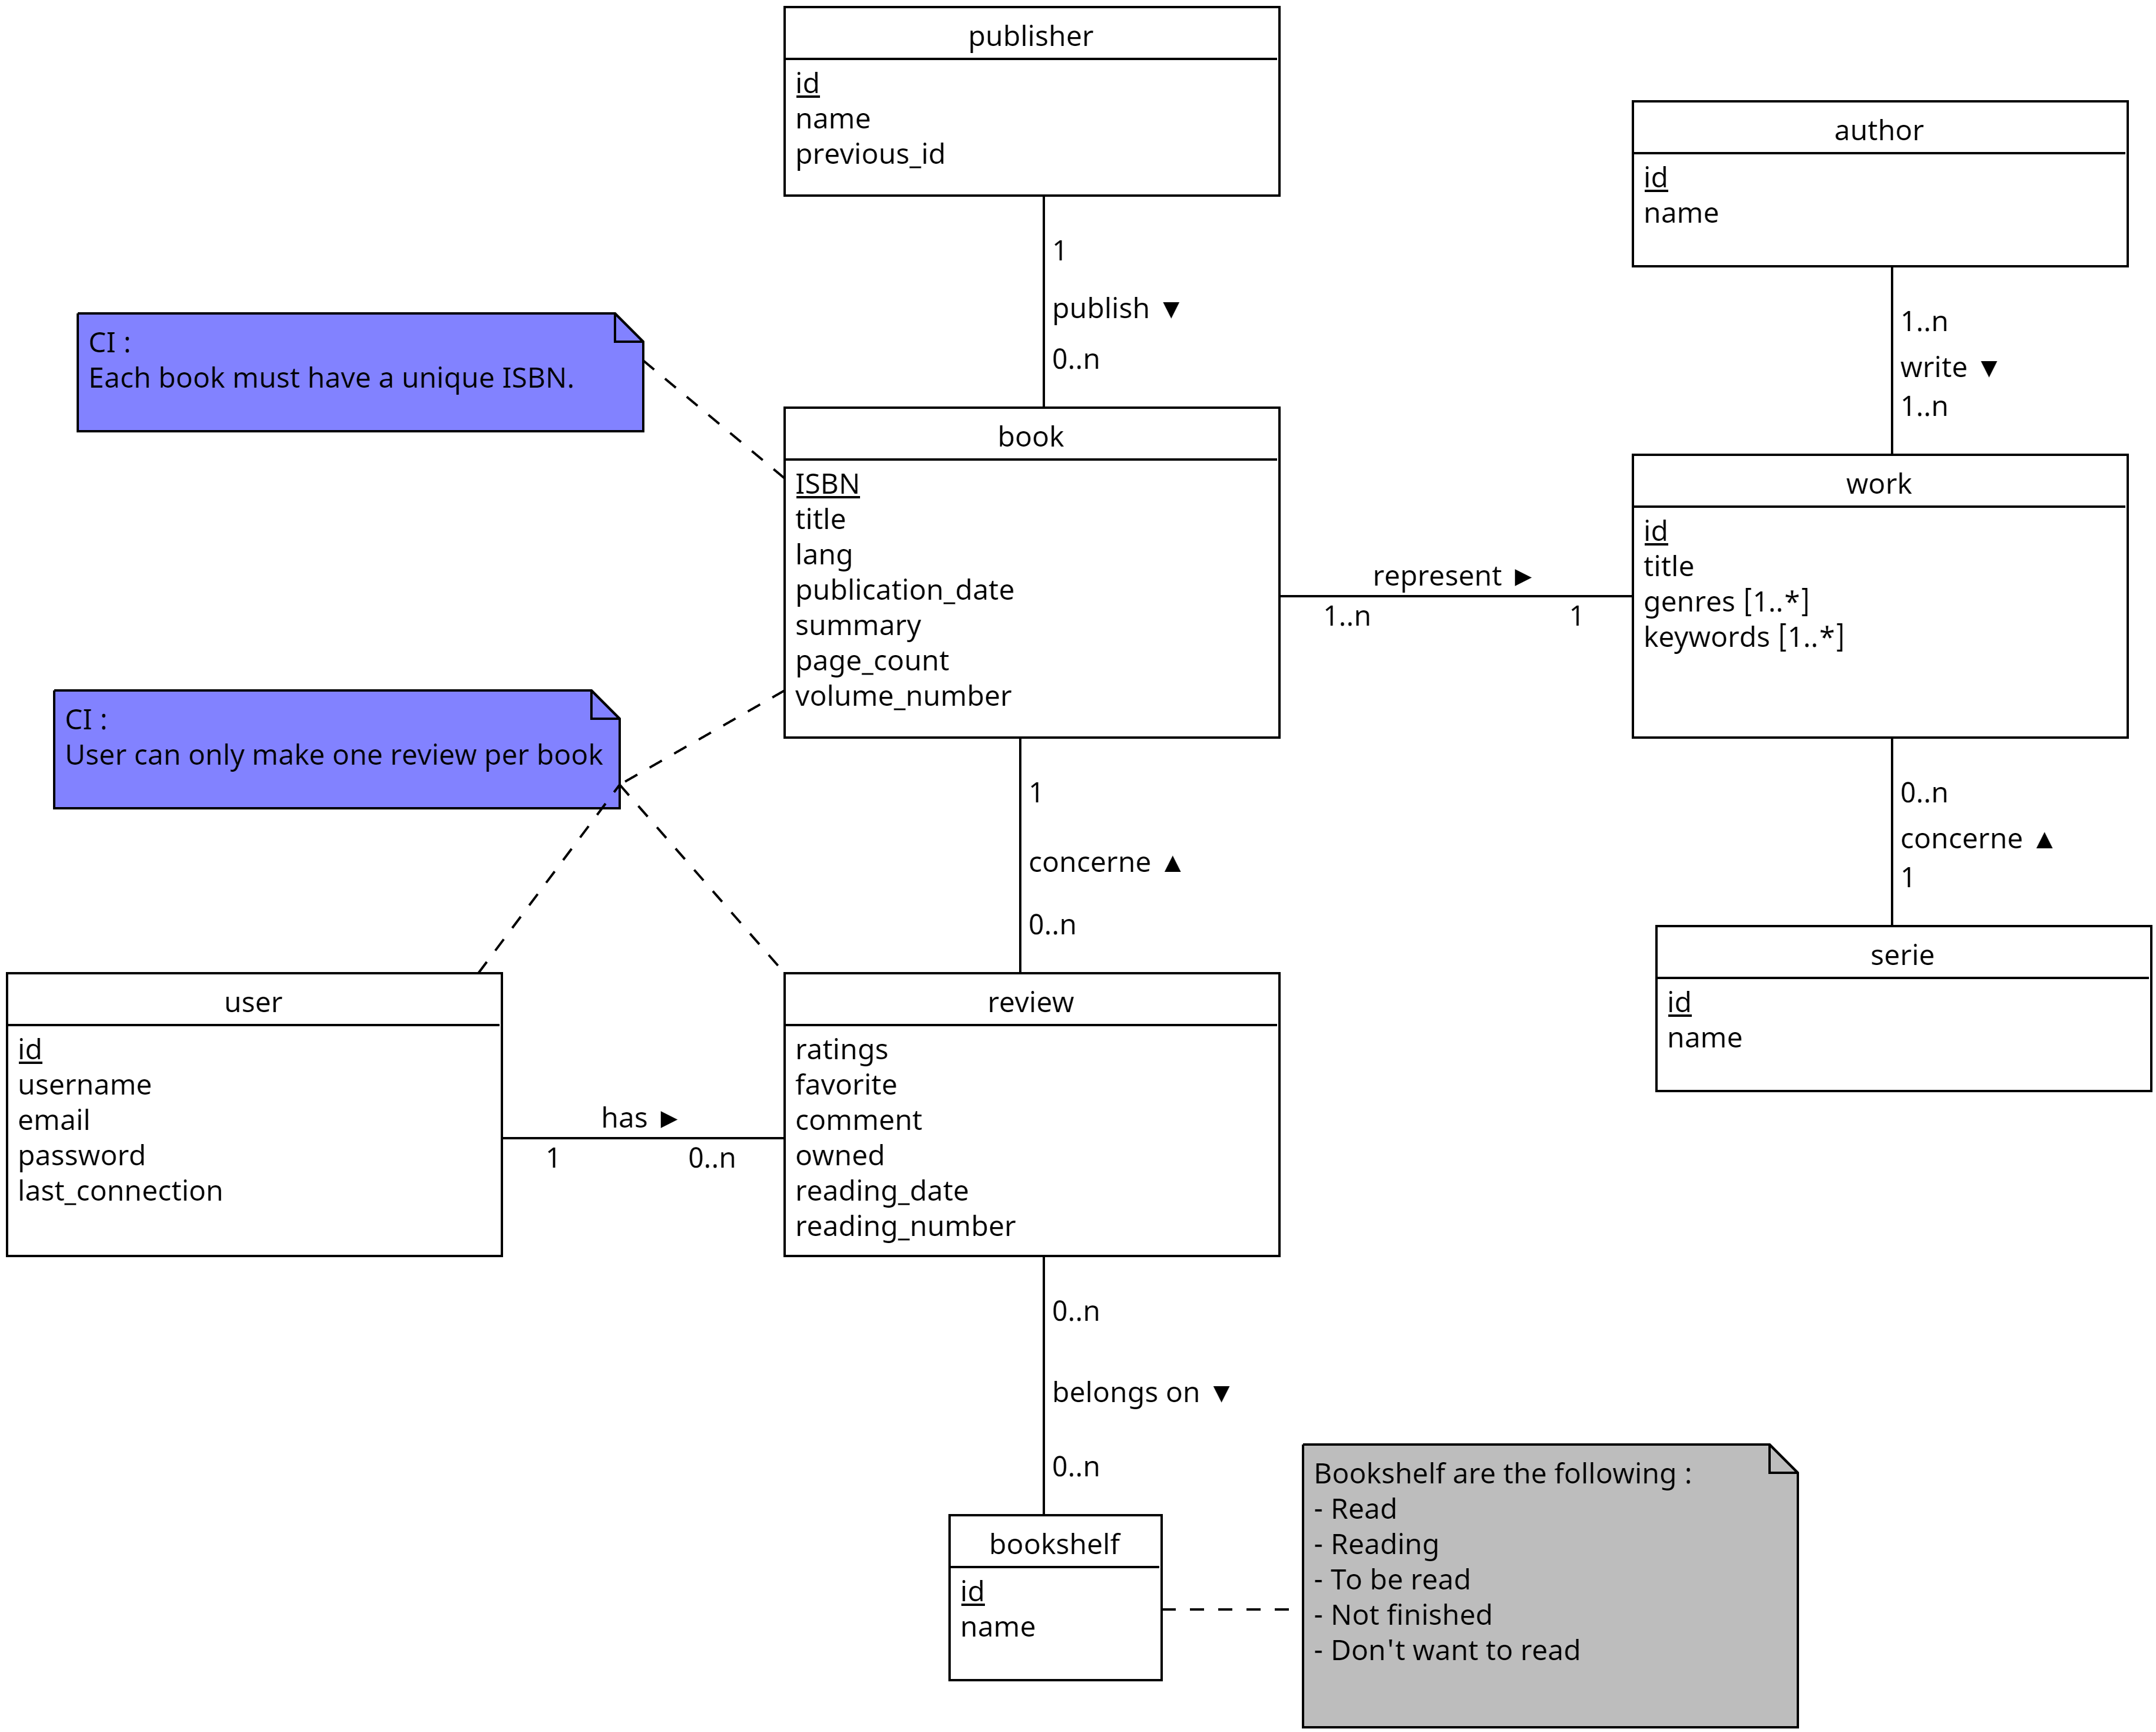 publisher
id
name
previous_id
1
publish ▼
0..n
author
id
name
1..n
write ▼
1..n
CI :
Each book must have a unique ISBN.
book
ISBN
title
lang
publication_date
summary
page_count
volume_number
represent ►
1..n
1
work
id
title
genres [1..*]
keywords [1..*]
CI :
User can only make one review per book
1
concerne ▲
0..n
0..n
concerne ▲
1
serie
id
name
user
id
username
email
password
last_connection
has ►
1
0..n
review
ratings
favorite
comment
owned
reading_date
reading_number
0..n
belongs on ▼
0..n
bookshelf
id
name
Bookshelf are the following :
- Read
- Reading
- To be read
- Not finished
- Don't want to read